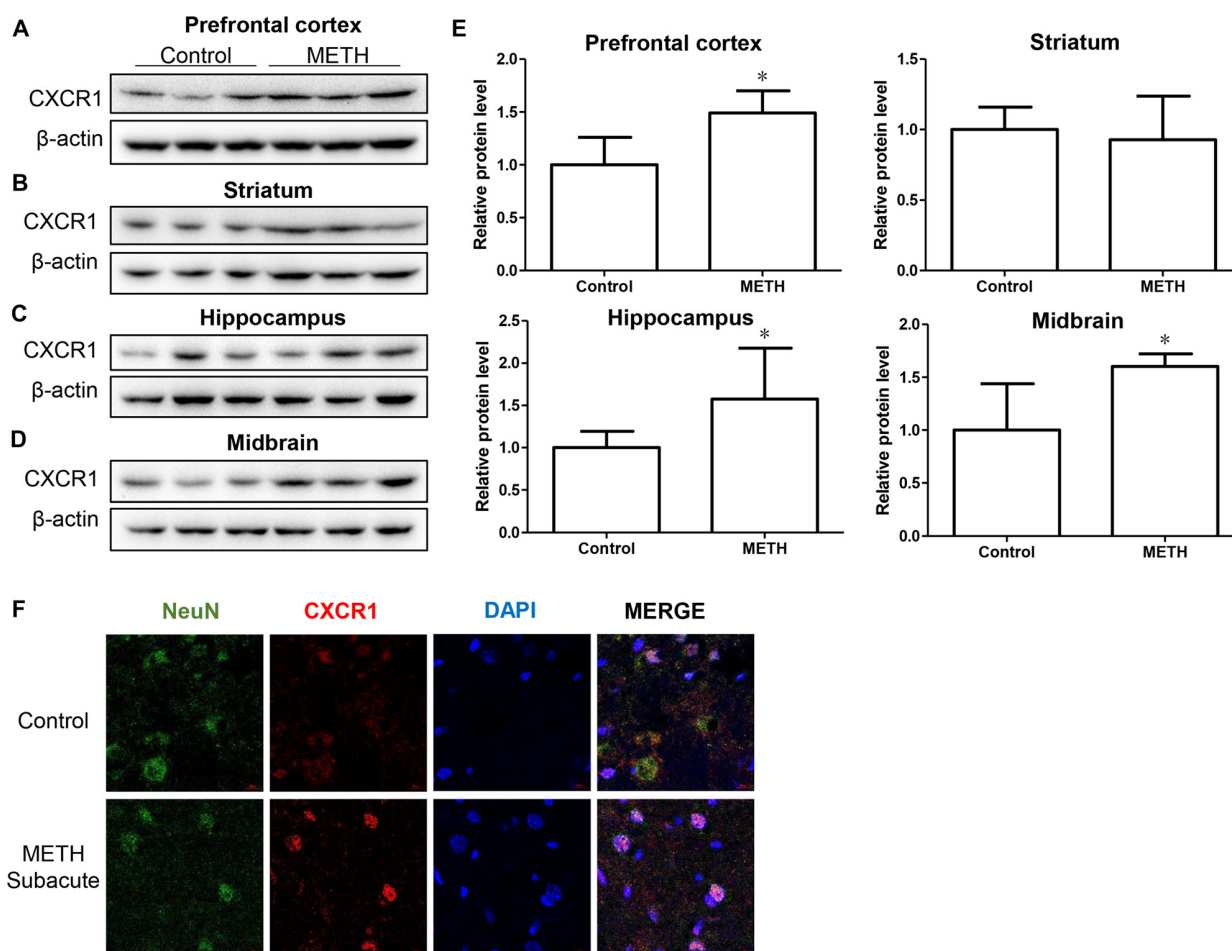 A
Prefrontal cortex
Control METH
CXCR1
β-actin
B
Striatum
CXCR1
β-actin
C
Hippocampus
CXCR1
β-actin
D
Midbrain
CXCR1
β-actin
E
Prefrontal cortex
Relative protein level
2.0
1.5
1.0
0.5
0.0
*
Control METH
Striatum
Relative protein level
1.5
1.0
0.5
0.0
Control METH
Hippocampus
Relative protein level
2.5
2.0
1.5
1.0
0.5
0.0
*
Control METH
Midbrain
Relative protein level
2.0
1.5
1.0
0.5
0.0
*
Control METH
F
NeuN CXCR1 DAPI MERGE
Control
METH
Subacute